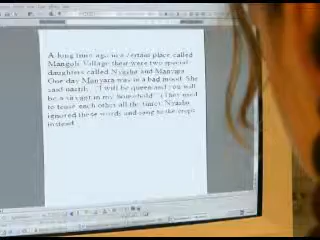 A long time ago in a certain place called
Mangoli Village there were two special
daughters called Nyasha and Manyara
One day Manyara was in a bad mood. She
said nastily "I will be queen and you will
be a servant in my household." (They used
to tease each other all the time). Nyasha
ignored these words and sang to the crops
instead.